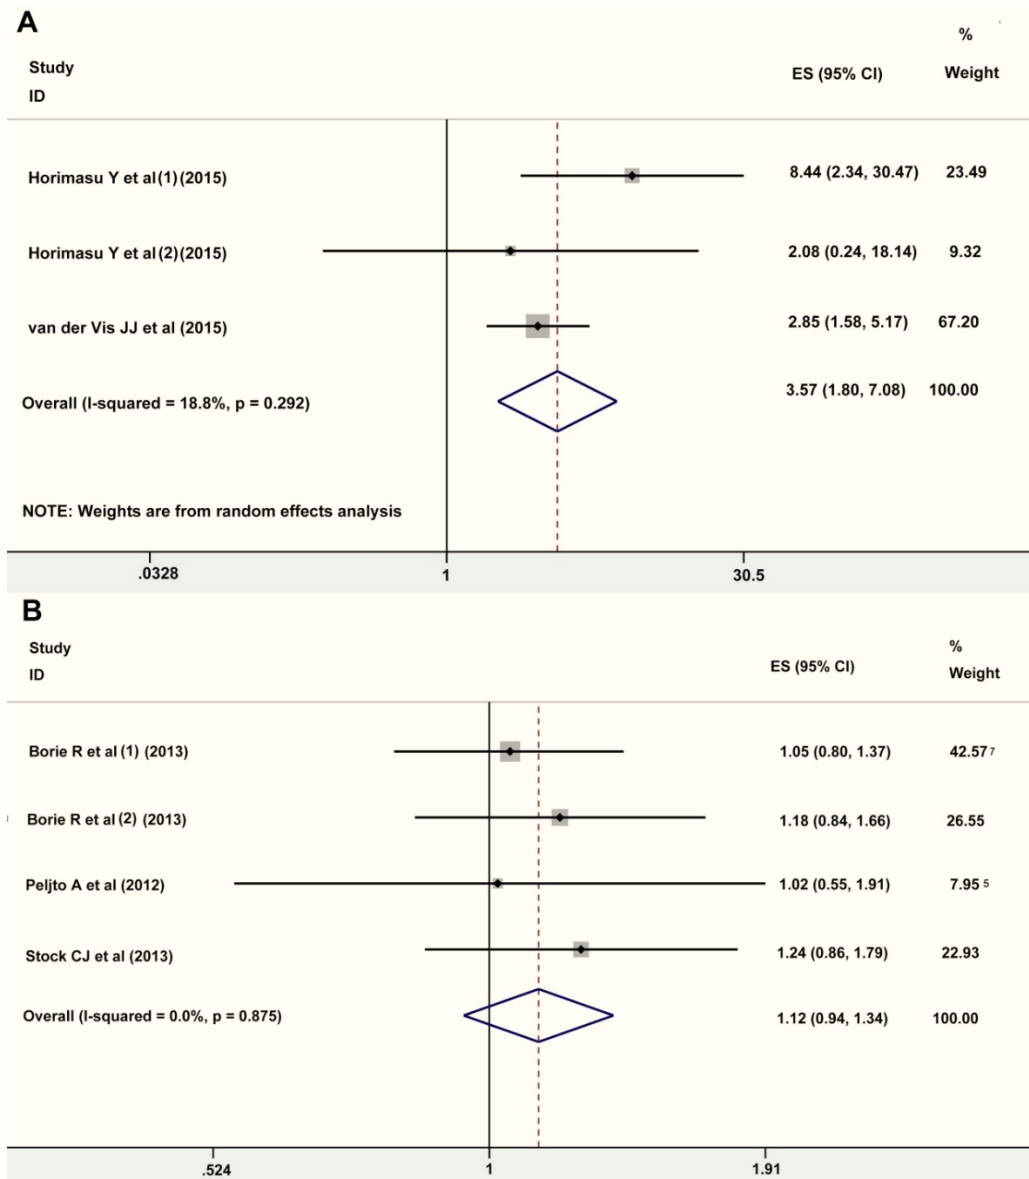 A
%
Study ES (95% CI) Weight
ID
Horimasu Y et al(1)(2015) 8.44 (2.34, 30.47) 23.49
Horimasu Y et al(2)(2015) 2.08 (0.24, 18.14) 9.32
van der Vis JJ et al (2015) 2.85 (1.58, 5.17) 67.20
Overall (I-squared = 18.8%, p = 0.292) 3.57 (1.80, 7.08) 100.00
NOTE: Weights are from random effects analysis
.0328 1 30.5
B
Study %
ID ES (95% CI) Weight
Borie R et al(1) (2013) 1.05 (0.80, 1.37) 42.57 7
Borie R et al(2) (2013) 1.18 (0.84, 1.66) 26.55
Peljto A et al (2012) 1.02 (0.55, 1.91) 7.95 5
Stock CJ et al (2013) 1.24 (0.86, 1.79) 22.93
Overall (I-squared = 0.0%, p = 0.875) 1.12 (0.94, 1.34) 100.00
.524 1 1.91